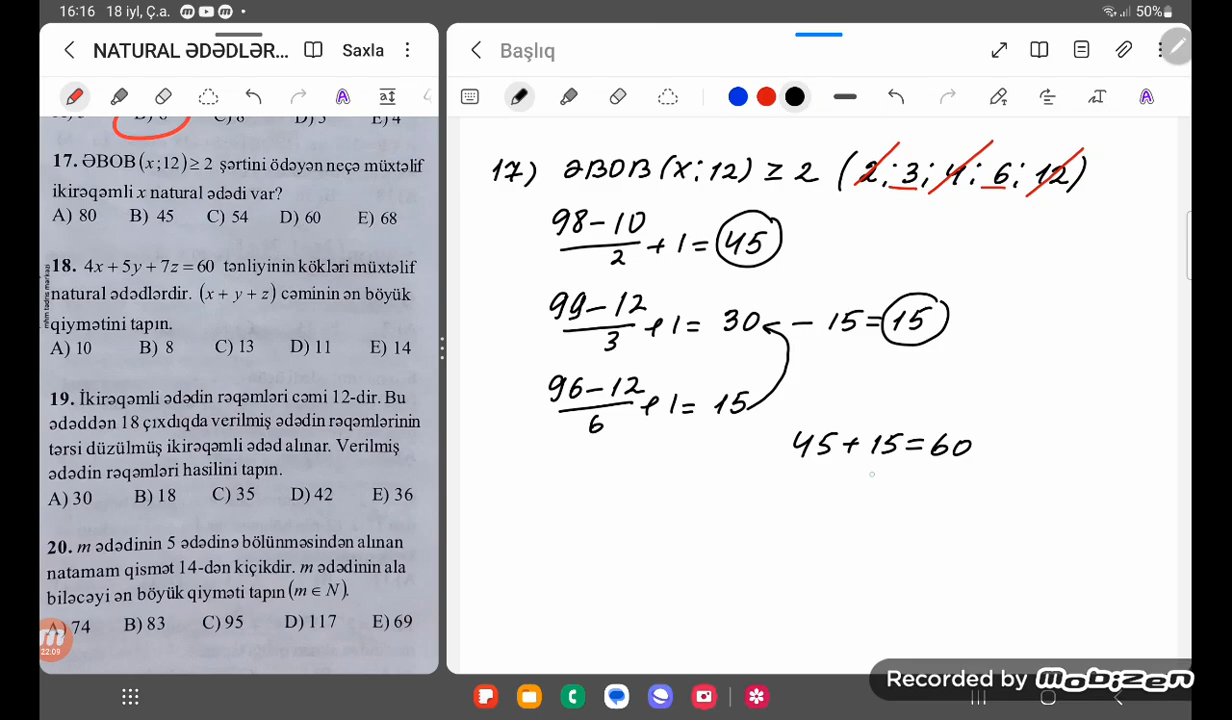 16:16 18 iyl, Ç.a. 50%
NATURAL ƏDƏDLƏR... Saxla
Başlıq
17. ƏBOB(x;12) ≥ 2 şərtini ödəyən neçə müxtəlif
ikirəqəmli x natural ədədi var?
A) 80 B) 45 C) 54 D) 60 E) 68
18. 4x+5y+7z=60 tənliyinin kökləri müxtəlif
natural ədədlərdir. (x+y+z) cəminin ən böyük
qiymətini tapın.
A) 10 B) 8 C) 13 D) 11 E) 14
19. İkirəqəmli ədədin rəqəmləri cəmi 12-dir. Bu
ədəddən 18 çıxdıqda verilmiş ədədin rəqəmlərinin
tərsi düzülmüş ikirəqəmli ədəd alınar. Verilmiş
ədədin rəqəmləri hasilini tapın.
A) 30 B) 18 C) 35 D) 42 E) 36
20. m ədədinin 5 ədədinə bölünməsindən alınan
natamam qismət 14-dən kiçikdir. m ədədinin ala
biləcəyi ən böyük qiyməti tapın (m ∈ N).
A) 74 B) 83 C) 95 D) 117 E) 69
22:09
17) ƏBOB(x;12) ≥ 2 (2; 3; 4; 6; 12)
98-10
2
+1=45
99-12
3
+1=30 -15=15
96-12
6
+1=15
45+15=60
Recorded by mobizen